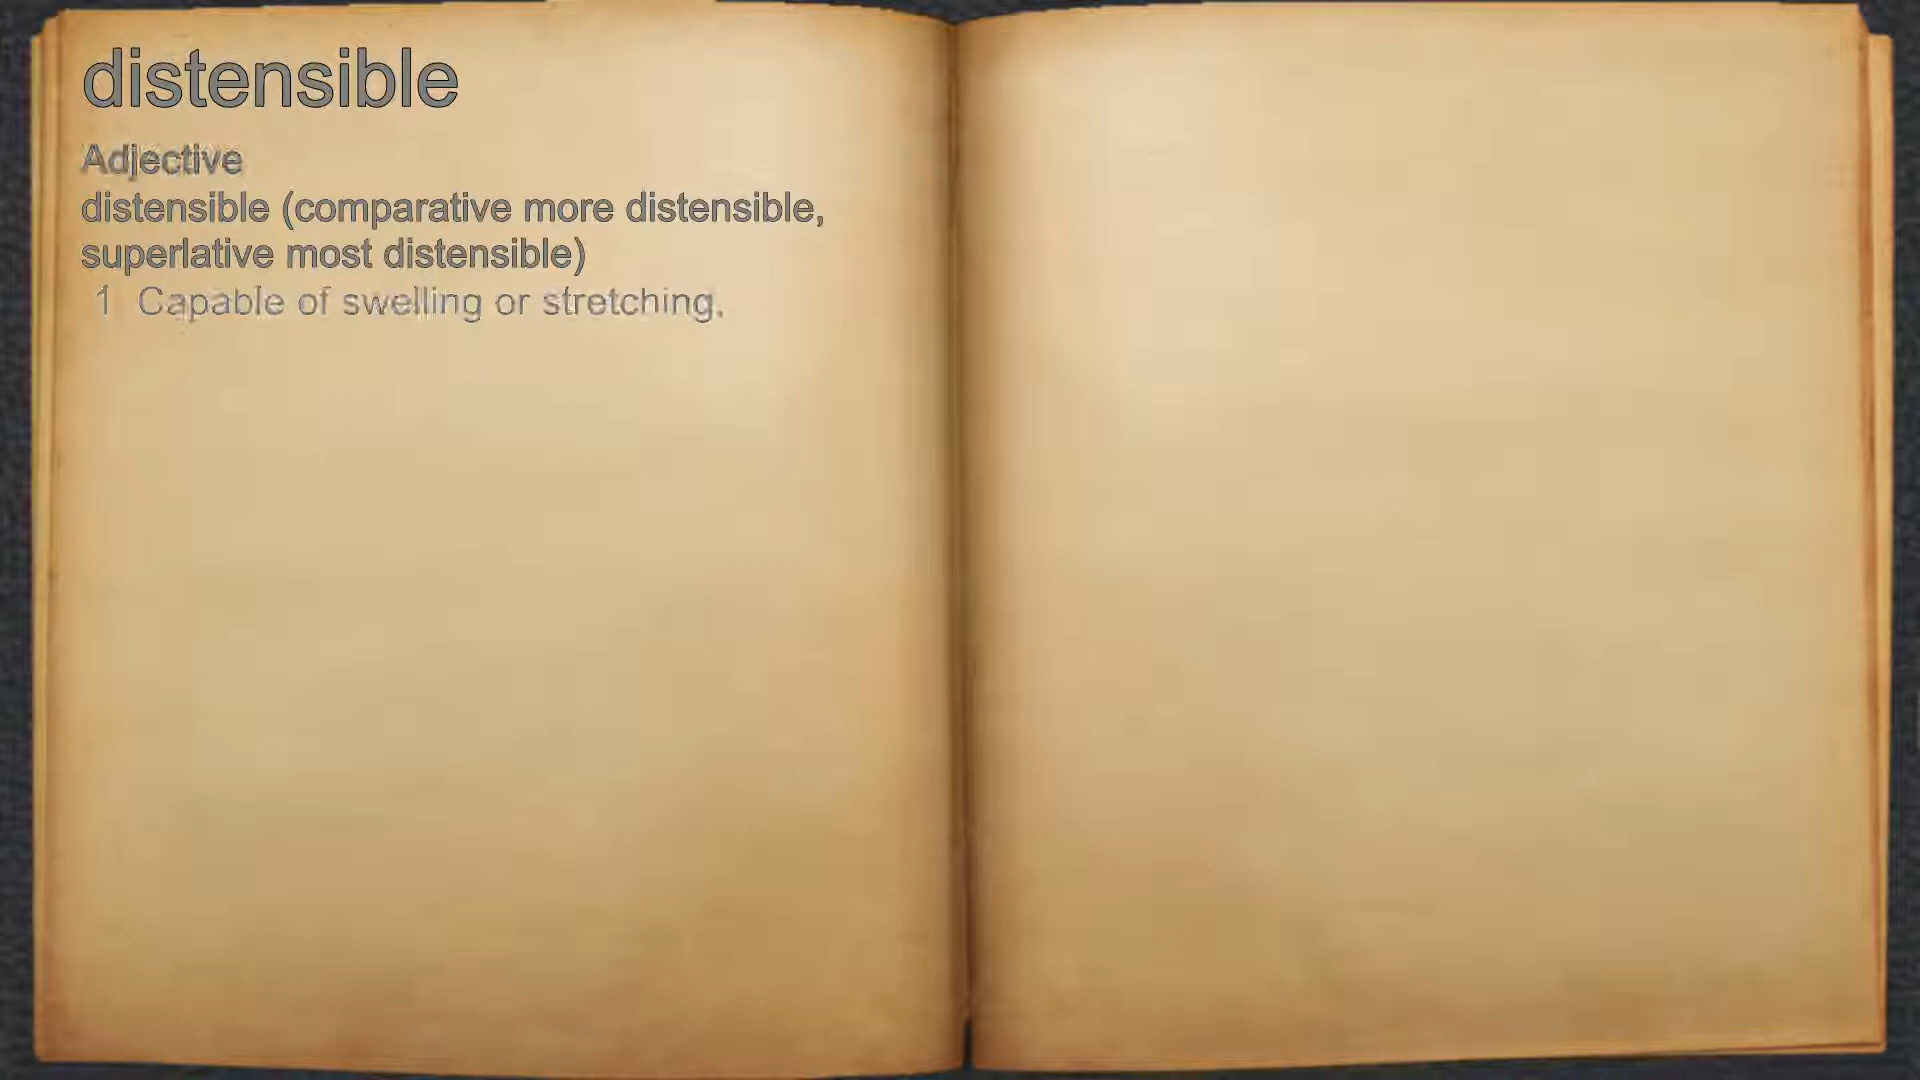 distensible
Adjective
distensible (comparative more distensible,
superlative most distensible)
1 Capable of swelling or stretching.